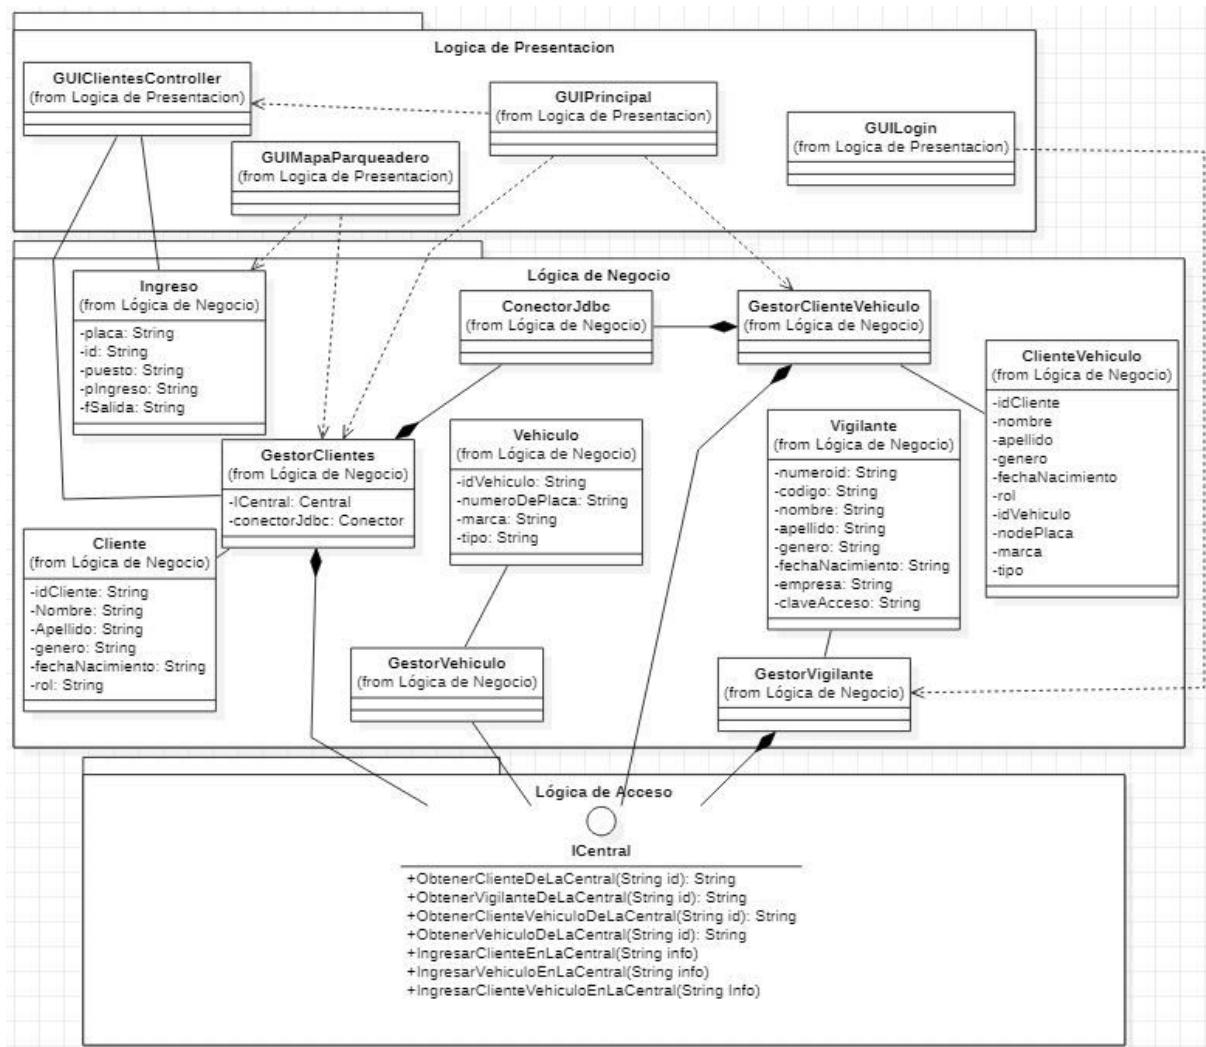 Logica de Presentacion
GUIClientesController
(from Logica de Presentacion)
GUIPrincipal
(from Logica de Presentacion)
GUILogin
(from Logica de Presentacion)
GUIMapaParqueadero
(from Logica de Presentacion)
Lógica de Negocio
Ingreso
(from Lógica de Negocio)
-placa: String
-id: String
-puesto: String
-pIngreso: String
-fSalida: String
ConectorJdbc
(from Lógica de Negocio)
GestorClienteVehiculo
(from Lógica de Negocio)
ClienteVehiculo
(from Lógica de Negocio)
-idCliente
-nombre
-apellido
-genero
-fechaNacimiento
-rol
-idVehiculo
-nodePlaca
-marca
-tipo
GestorClientes
(from Lógica de Negocio)
-ICentral: Central
-conectorJdbc: Conector
Vehiculo
(from Lógica de Negocio)
-idVehiculo: String
-numeroDePlaca: String
-marca: String
-tipo: String
Vigilante
(from Lógica de Negocio)
-numeroid: String
-codigo: String
-nombre: String
-apellido: String
-genero: String
-fechaNacimiento: String
-empresa: String
-claveAcceso: String
Cliente
(from Lógica de Negocio)
-idCliente: String
-Nombre: String
-Apellido: String
-genero: String
-fechaNacimiento: String
-rol: String
GestorVehiculo
(from Lógica de Negocio)
GestorVigilante
(from Lógica de Negocio)
Lógica de Acceso
ICentral
+ObtenerClienteDeLaCentral(String id): String
+ObtenerVigilanteDeLaCentral(String id): String
+ObtenerClienteVehiculoDeLaCentral(String id): String
+ObtenerVehiculoDeLaCentral(String id): String
+IngresarClienteEnLaCentral(String info)
+IngresarVehiculoEnLaCentral(String info)
+IngresarClienteVehiculoEnLaCentral(String Info)